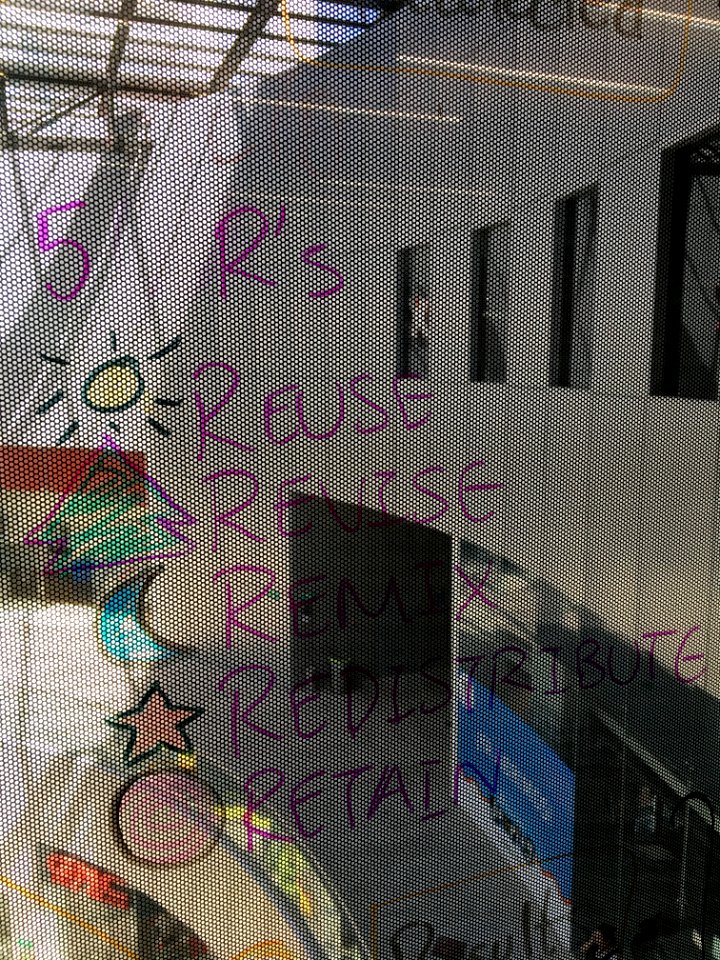 5 R's
REUSE
REVISE
REMIX
REDISTRIBUTE
RETAIN